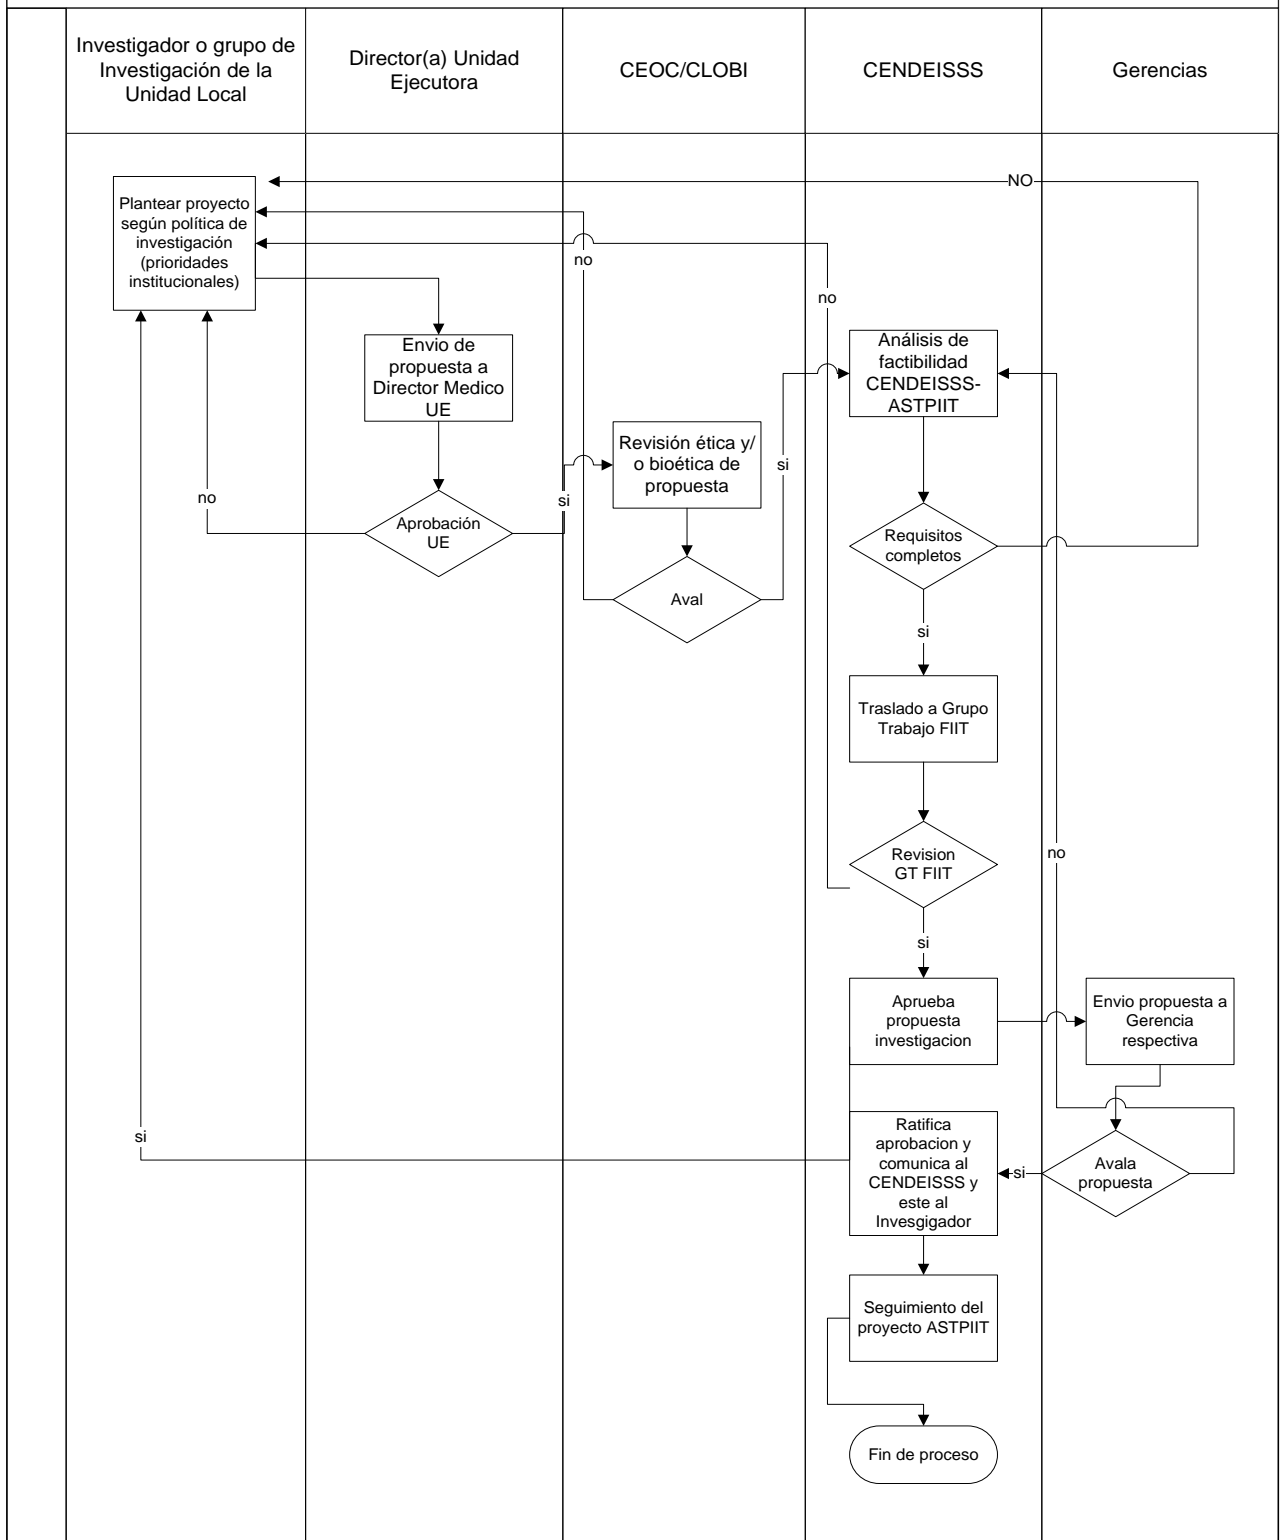 Investigador o grupo de
Investigación de la
Unidad Local
Director(a) Unidad
Ejecutora
CEOC/CLOBI
CENDEISSS
Gerencias
Plantear proyecto
según política de
investigación
(prioridades
institucionales)
NO
no
no
Envio de
propuesta a
Director Medico
UE
Análisis de
factibilidad
CENDEISSS-
ASTPIIT
Revisión ética y/
o bioética de
propuesta
si
no
si
Aprobación
UE
Requisitos
completos
Aval
si
Traslado a Grupo
Trabajo FIIT
Revision
GT FIIT
no
si
Aprueba
propuesta
investigacion
Envio propuesta a
Gerencia
respectiva
si
Ratifica
aprobacion y
comunica al
CENDEISSS y
este al
Invesgigador
si
Avala
propuesta
Seguimiento del
proyecto ASTPIIT
Fin de proceso